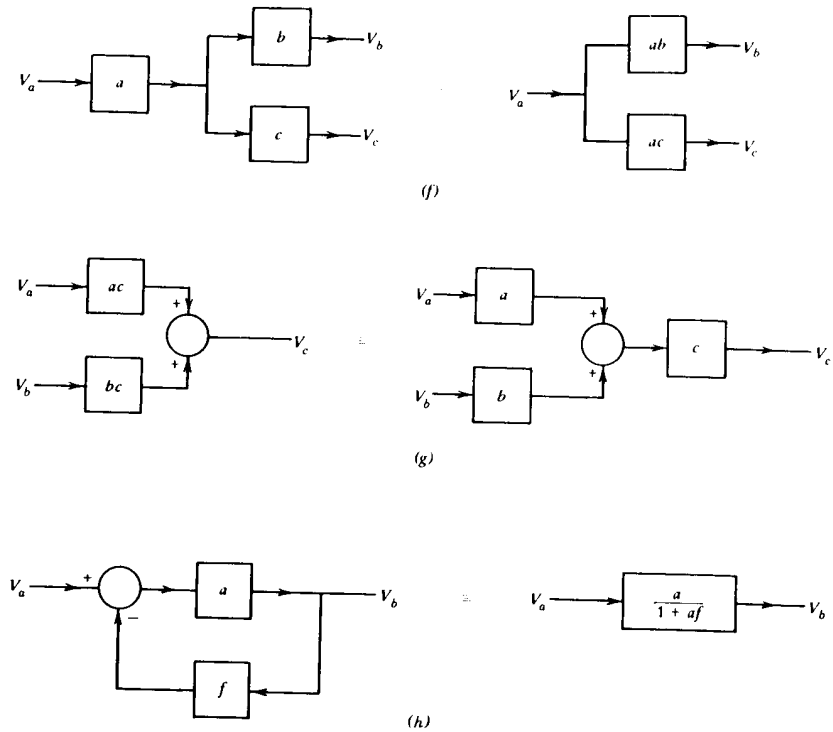 V_a a b V_b
c V_c
V_a ab V_b
ac V_c
(f)
V_a ac +
V_b bc + V_c
=
V_a a +
V_b b + c V_c
(g)
V_a + − a V_b
f
=
V_a a / 1 + af V_b
(h)